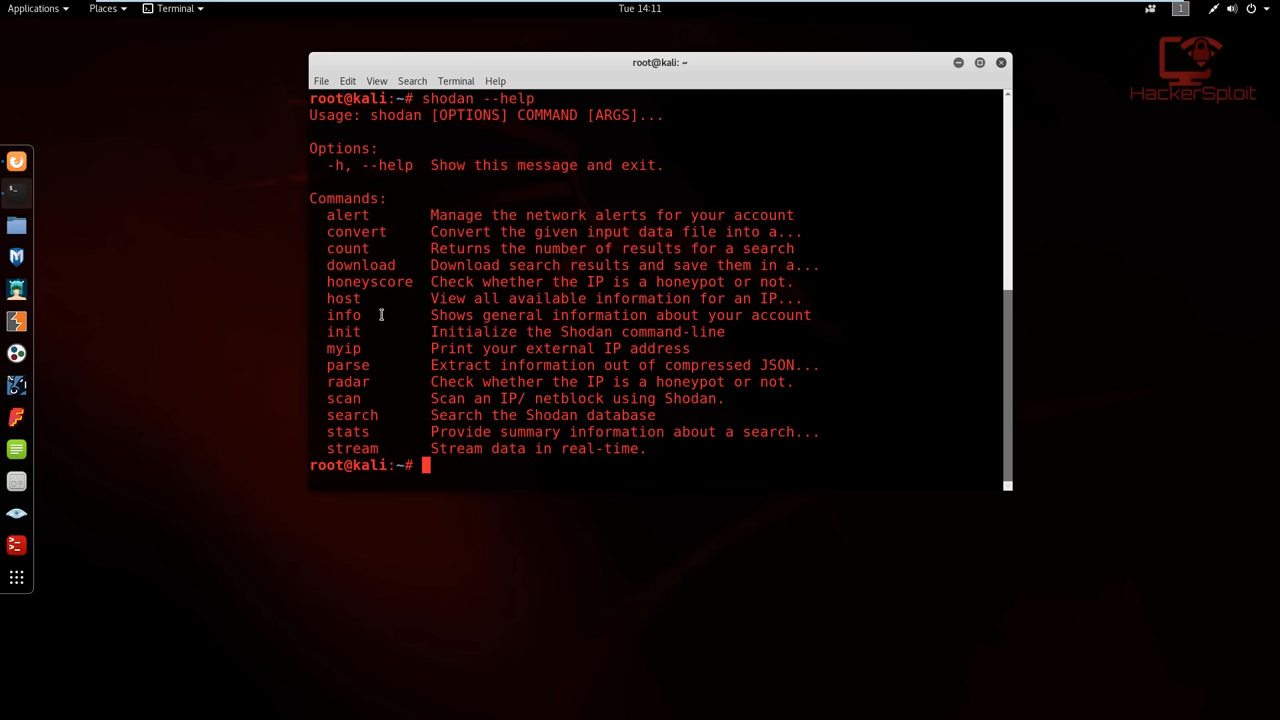 Applications Places Terminal Tue 14:11 1
HackerSploit
root@kali: ~
File Edit View Search Terminal Help
root@kali:~# shodan --help
Usage: shodan [OPTIONS] COMMAND [ARGS]...
Options:
-h, --help Show this message and exit.
Commands:
alert Manage the network alerts for your account
convert Convert the given input data file into a...
count Returns the number of results for a search
download Download search results and save them in a...
honeyscore Check whether the IP is a honeypot or not.
host View all available information for an IP...
info Shows general information about your account
init Initialize the Shodan command-line
myip Print your external IP address
parse Extract information out of compressed JSON...
radar Check whether the IP is a honeypot or not.
scan Scan an IP/ netblock using Shodan.
search Search the Shodan database
stats Provide summary information about a search...
stream Stream data in real-time.
root@kali:~#